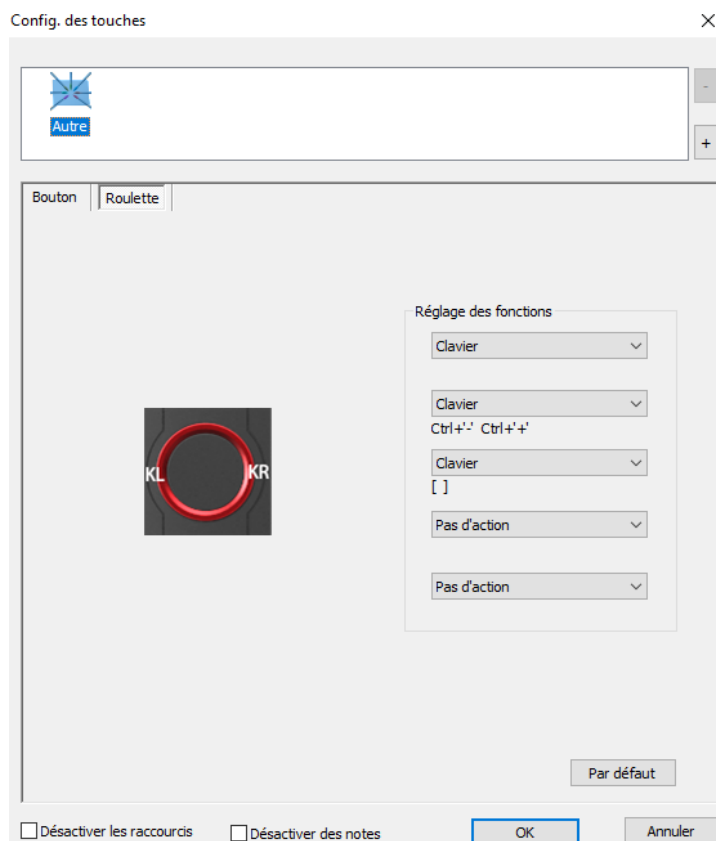 Config. des touches
-
Autre
+
Bouton
Roulette
Réglage des fonctions
Clavier
Clavier
Ctrl+'-' Ctrl+'+'
Clavier
[ ]
KL KR
Pas d'action
Pas d'action
Par défaut
Désactiver les raccourcis
Désactiver des notes
OK
Annuler